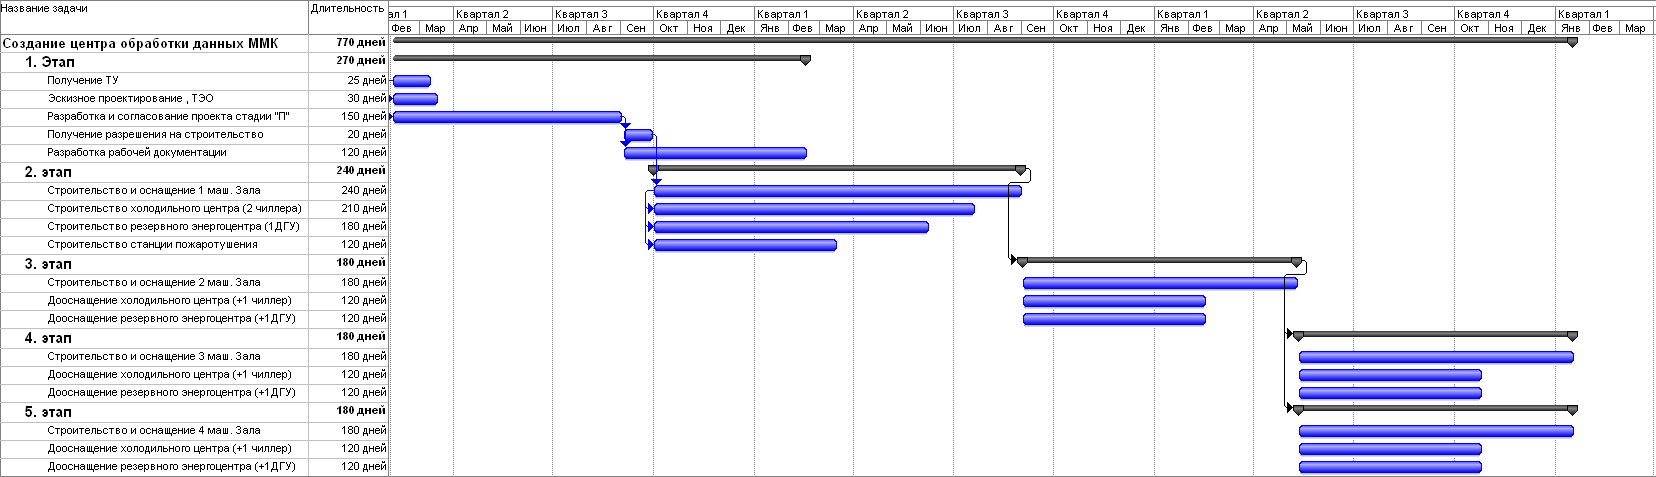 Название задачи Длительность
ал 1 Квартал 2 Квартал 3 Квартал 4 Квартал 1 Квартал 2 Квартал 3 Квартал 4 Квартал 1 Квартал 2 Квартал 3 Квартал 4 Квартал 1
Фев Мар Апр Май Июн Июл Авг Сен Окт Ноя Дек Янв Фев Мар Апр Май Июн Июл Авг Сен Окт Ноя Дек Янв Фев Мар Апр Май Июн Июл Авг Сен Окт Ноя Дек Янв Фев Мар
Создание центра обработки данных ММК 770 дней
1. Этап 270 дней
Получение ТУ 25 дней
Эскизное проектирование , ТЭО 30 дней
Разработка и согласование проекта стадии "П" 150 дней
Получение разрешения на строительство 20 дней
Разработка рабочей документации 120 дней
2. этап 240 дней
Строительство и оснащение 1 маш. Зала 240 дней
Строительство холодильного центра (2 чиллера) 210 дней
Строительство резервного энергоцентра (1ДГУ) 180 дней
Строительство станции пожаротушения 120 дней
3. этап 180 дней
Строительство и оснащение 2 маш. Зала 180 дней
Дооснащение холодильного центра (+1 чиллер) 120 дней
Дооснащение резервного энергоцентра (+1ДГУ) 120 дней
4. этап 180 дней
Строительство и оснащение 3 маш. Зала 180 дней
Дооснащение холодильного центра (+1 чиллер) 120 дней
Дооснащение резервного энергоцентра (+1ДГУ) 120 дней
5. этап 180 дней
Строительство и оснащение 4 маш. Зала 180 дней
Дооснащение холодильного центра (+1 чиллер) 120 дней
Дооснащение резервного энергоцентра (+1ДГУ) 120 дней